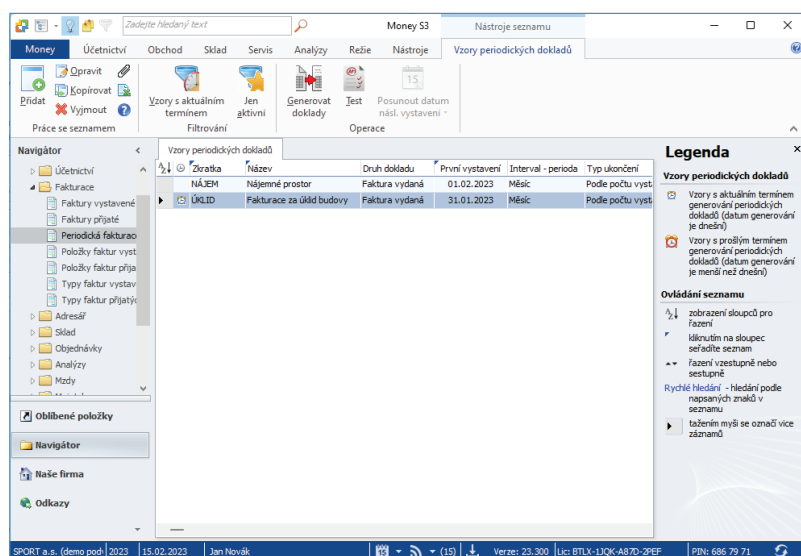 Zadejte hledaný text
Money S3
Nástroje seznamu
Money Účetnictví Obchod Sklad Servis Analýzy Režie Nástroje Vzory periodických dokladů
Přidat
Opravit
Kopírovat
Vyjmout
Vzory s aktuálním termínem
Jen aktivní
Generovat doklady
Test
15
Posunout datum násl. vystavení
Práce se seznamem Filtrování Operace
Navigátor
Účetnictví
Fakturace
Faktury vystavené
Faktury přijaté
Periodická fakturac
Položky faktur vyst
Položky faktur přija
Typy faktur vystav
Typy faktur přijatýc
Adresář
Sklad
Objednávky
Analýzy
Mzdy
Oblíbené položky
Navigátor
Naše firma
Odkazy
Vzory periodických dokladů
Zkratka Název Druh dokladu První vystavení Interval - perioda Typ ukončení
NÁJEM Nájemné prostor Faktura vydaná 01.02.2023 Měsíc Podle počtu vyst
ÚKLID Fakturace za úklid budovy Faktura vydaná 31.01.2023 Měsíc Podle počtu vyst
Legenda
Vzory periodických dokladů
Vzory s aktuálním termínem
generování periodických
dokladů (datum generování
je dnešní)
Vzory s prošlým termínem
generování periodických
dokladů (datum generování
je menší než dnešní)
Ovládání seznamu
zobrazení sloupců pro
řazení
kliknutím na sloupec
seřadíte seznam
řazení vzestupně nebo
sestupně
Rychlé hledání - hledání podle
napsaných znaků v
seznamu
tažením myši se označí více
záznamů
SPORT a.s. (demo pod 2023 15.02.2023 Jan Novák (15) Verze: 23.300 Lic: BTLX-1JQK-A87D-2PEF PIN: 686 79 71